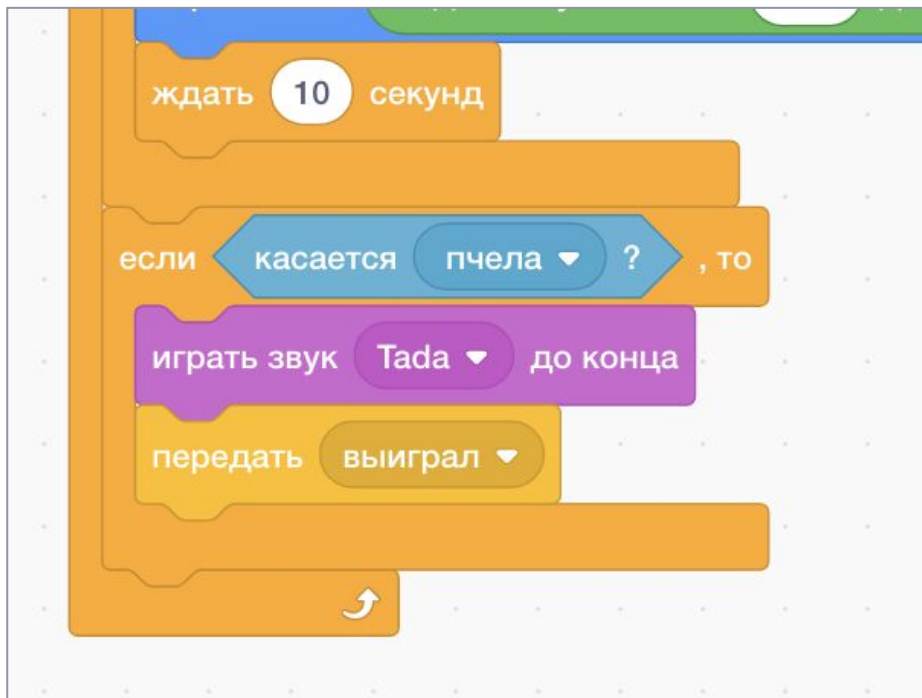 ждать 10 секунд
если касается пчела ? , то
играть звук Tada до конца
передать выиграл